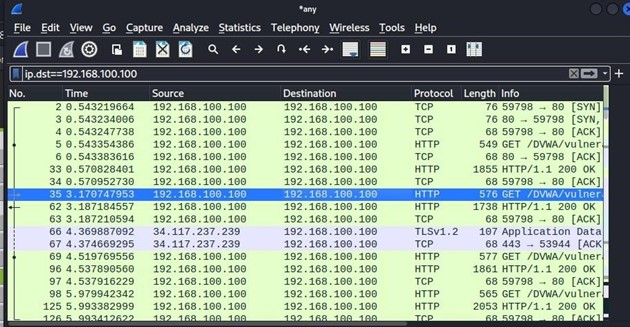 *any
File Edit View Go Capture Analyze Statistics Telephony Wireless Tools Help
ip.dst==192.168.100.100
No. Time Source Destination Protocol Length Info
2 0.543219664 192.168.100.100 192.168.100.100 TCP 76 59798 → 80 [SYN]
3 0.543234006 192.168.100.100 192.168.100.100 TCP 76 80 → 59798 [SYN,
4 0.543247738 192.168.100.100 192.168.100.100 TCP 68 59798 → 80 [ACK]
5 0.543354386 192.168.100.100 192.168.100.100 HTTP 549 GET /DVWA/vulner
6 0.543383616 192.168.100.100 192.168.100.100 TCP 68 80 → 59798 [ACK]
33 0.570828401 192.168.100.100 192.168.100.100 HTTP 1855 HTTP/1.1 200 OK
34 0.570952730 192.168.100.100 192.168.100.100 TCP 68 59798 → 80 [ACK]
35 3.170747953 192.168.100.100 192.168.100.100 HTTP 576 GET /DVWA/vulnera
62 3.187184557 192.168.100.100 192.168.100.100 HTTP 1738 HTTP/1.1 200 OK
63 3.187210594 192.168.100.100 192.168.100.100 TCP 68 59798 → 80 [ACK]
66 4.369887092 34.117.237.239 192.168.100.100 TLSv1.2 107 Application Data
67 4.374669295 34.117.237.239 192.168.100.100 TCP 68 443 → 53944 [ACK
69 4.519769556 192.168.100.100 192.168.100.100 HTTP 577 GET /DVWA/vulnera
96 4.537890560 192.168.100.100 192.168.100.100 HTTP 1861 HTTP/1.1 200 OK
97 4.537916429 192.168.100.100 192.168.100.100 TCP 68 59798 → 80 [ACK]
98 5.979942342 192.168.100.100 192.168.100.100 HTTP 565 GET /DVWA/vulnera
125 5.993382999 192.168.100.100 192.168.100.100 HTTP 2053 HTTP/1.1 200 OK
126 5.993412622 192.168.100.100 192.168.100.100 TCP 68 59798 → 80 [ACK]